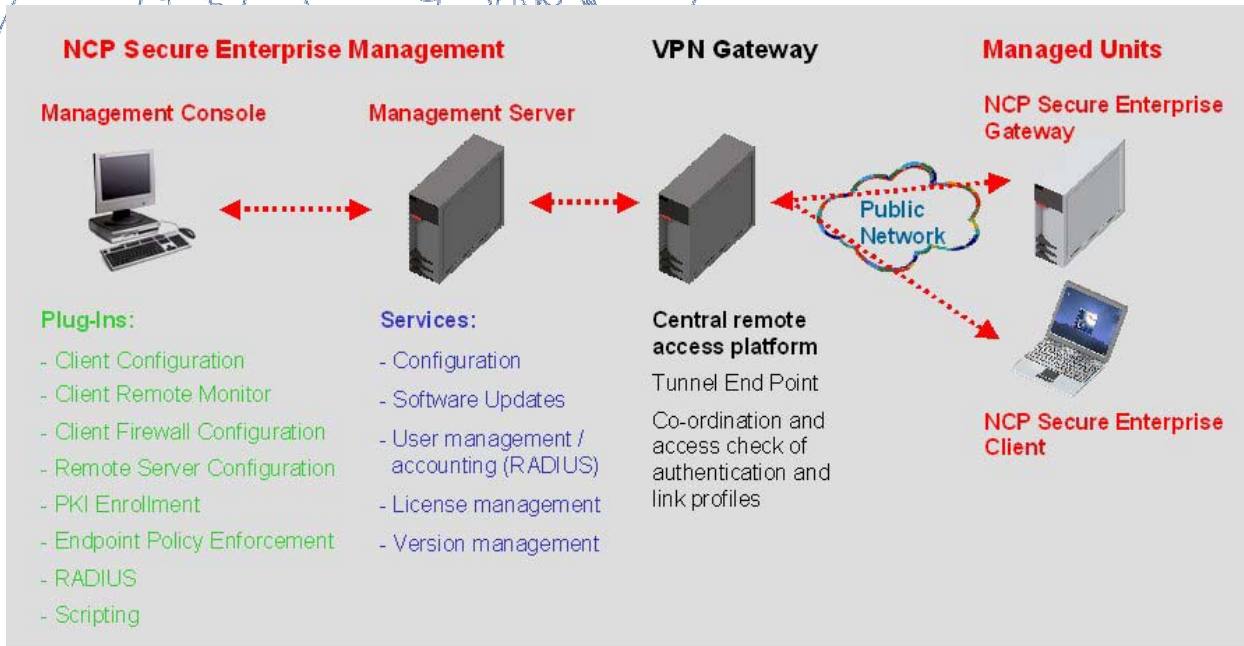 NCP Secure Enterprise Management
VPN Gateway
Managed Units
Management Console
Management Server
NCP Secure Enterprise
Gateway
Public
Network
Plug-Ins:
- Client Configuration
- Client Remote Monitor
- Client Firewall Configuration
- Remote Server Configuration
- PKI Enrollment
- Endpoint Policy Enforcement
- RADIUS
- Scripting
Services:
- Configuration
- Software Updates
- User management /
accounting (RADIUS)
- License management
- Version management
Central remote
access platform
Tunnel End Point
Co-ordination and
access check of
authentication and
link profiles
NCP Secure Enterprise
Client